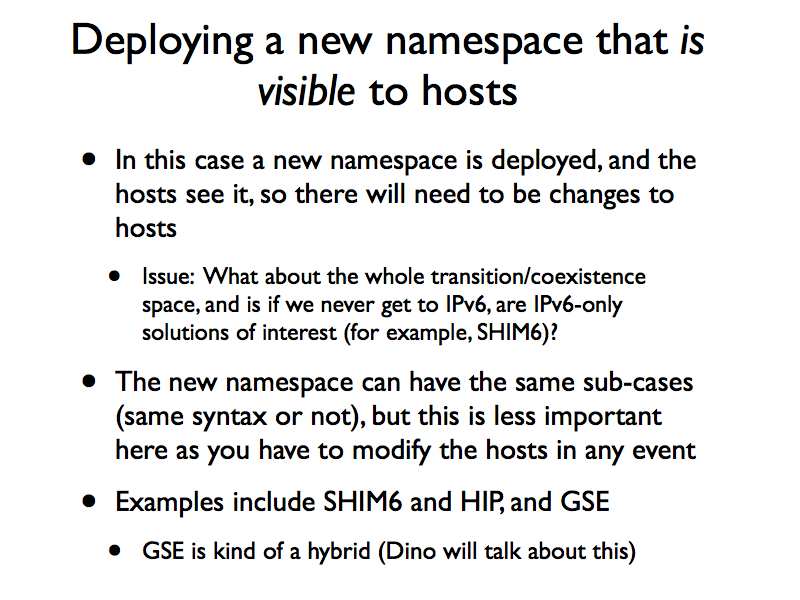 Deploying a new namespace that is
visible to hosts
• In this case a new namespace is deployed, and the
hosts see it, so there will need to be changes to
hosts
• Issue: What about the whole transition/coexistence
space, and is if we never get to IPv6, are IPv6-only
solutions of interest (for example, SHIM6)?
• The new namespace can have the same sub-cases
(same syntax or not), but this is less important
here as you have to modify the hosts in any event
• Examples include SHIM6 and HIP, and GSE
• GSE is kind of a hybrid (Dino will talk about this)